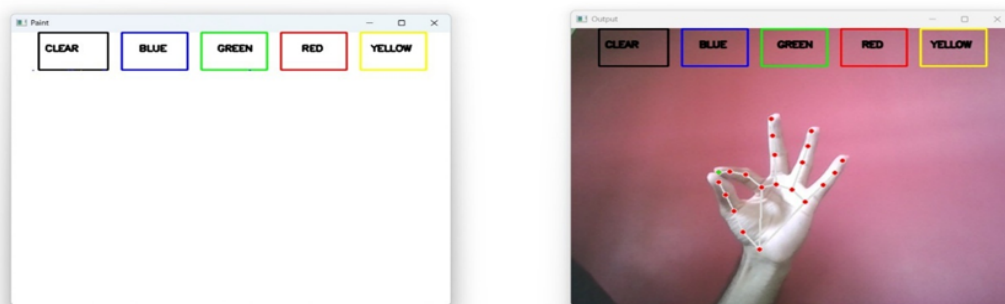 Paint
CLEAR BLUE GREEN RED YELLOW
Output
CLEAR BLUE GREEN RED YELLOW